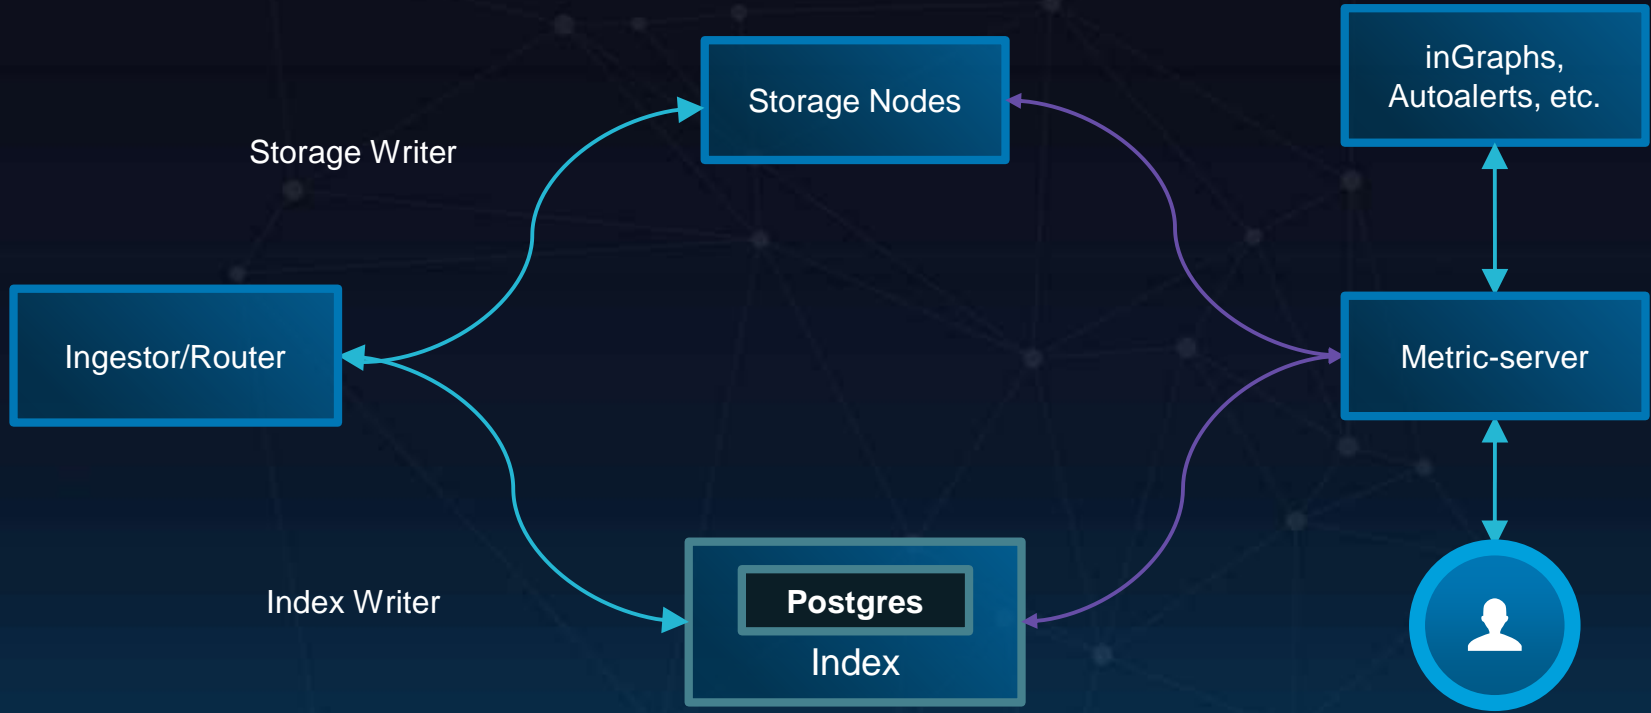 Storage Nodes
inGraphs,
Autoalerts, etc.
Storage Writer
Ingestor/Router
Metric-server
Index Writer
Postgres
Index